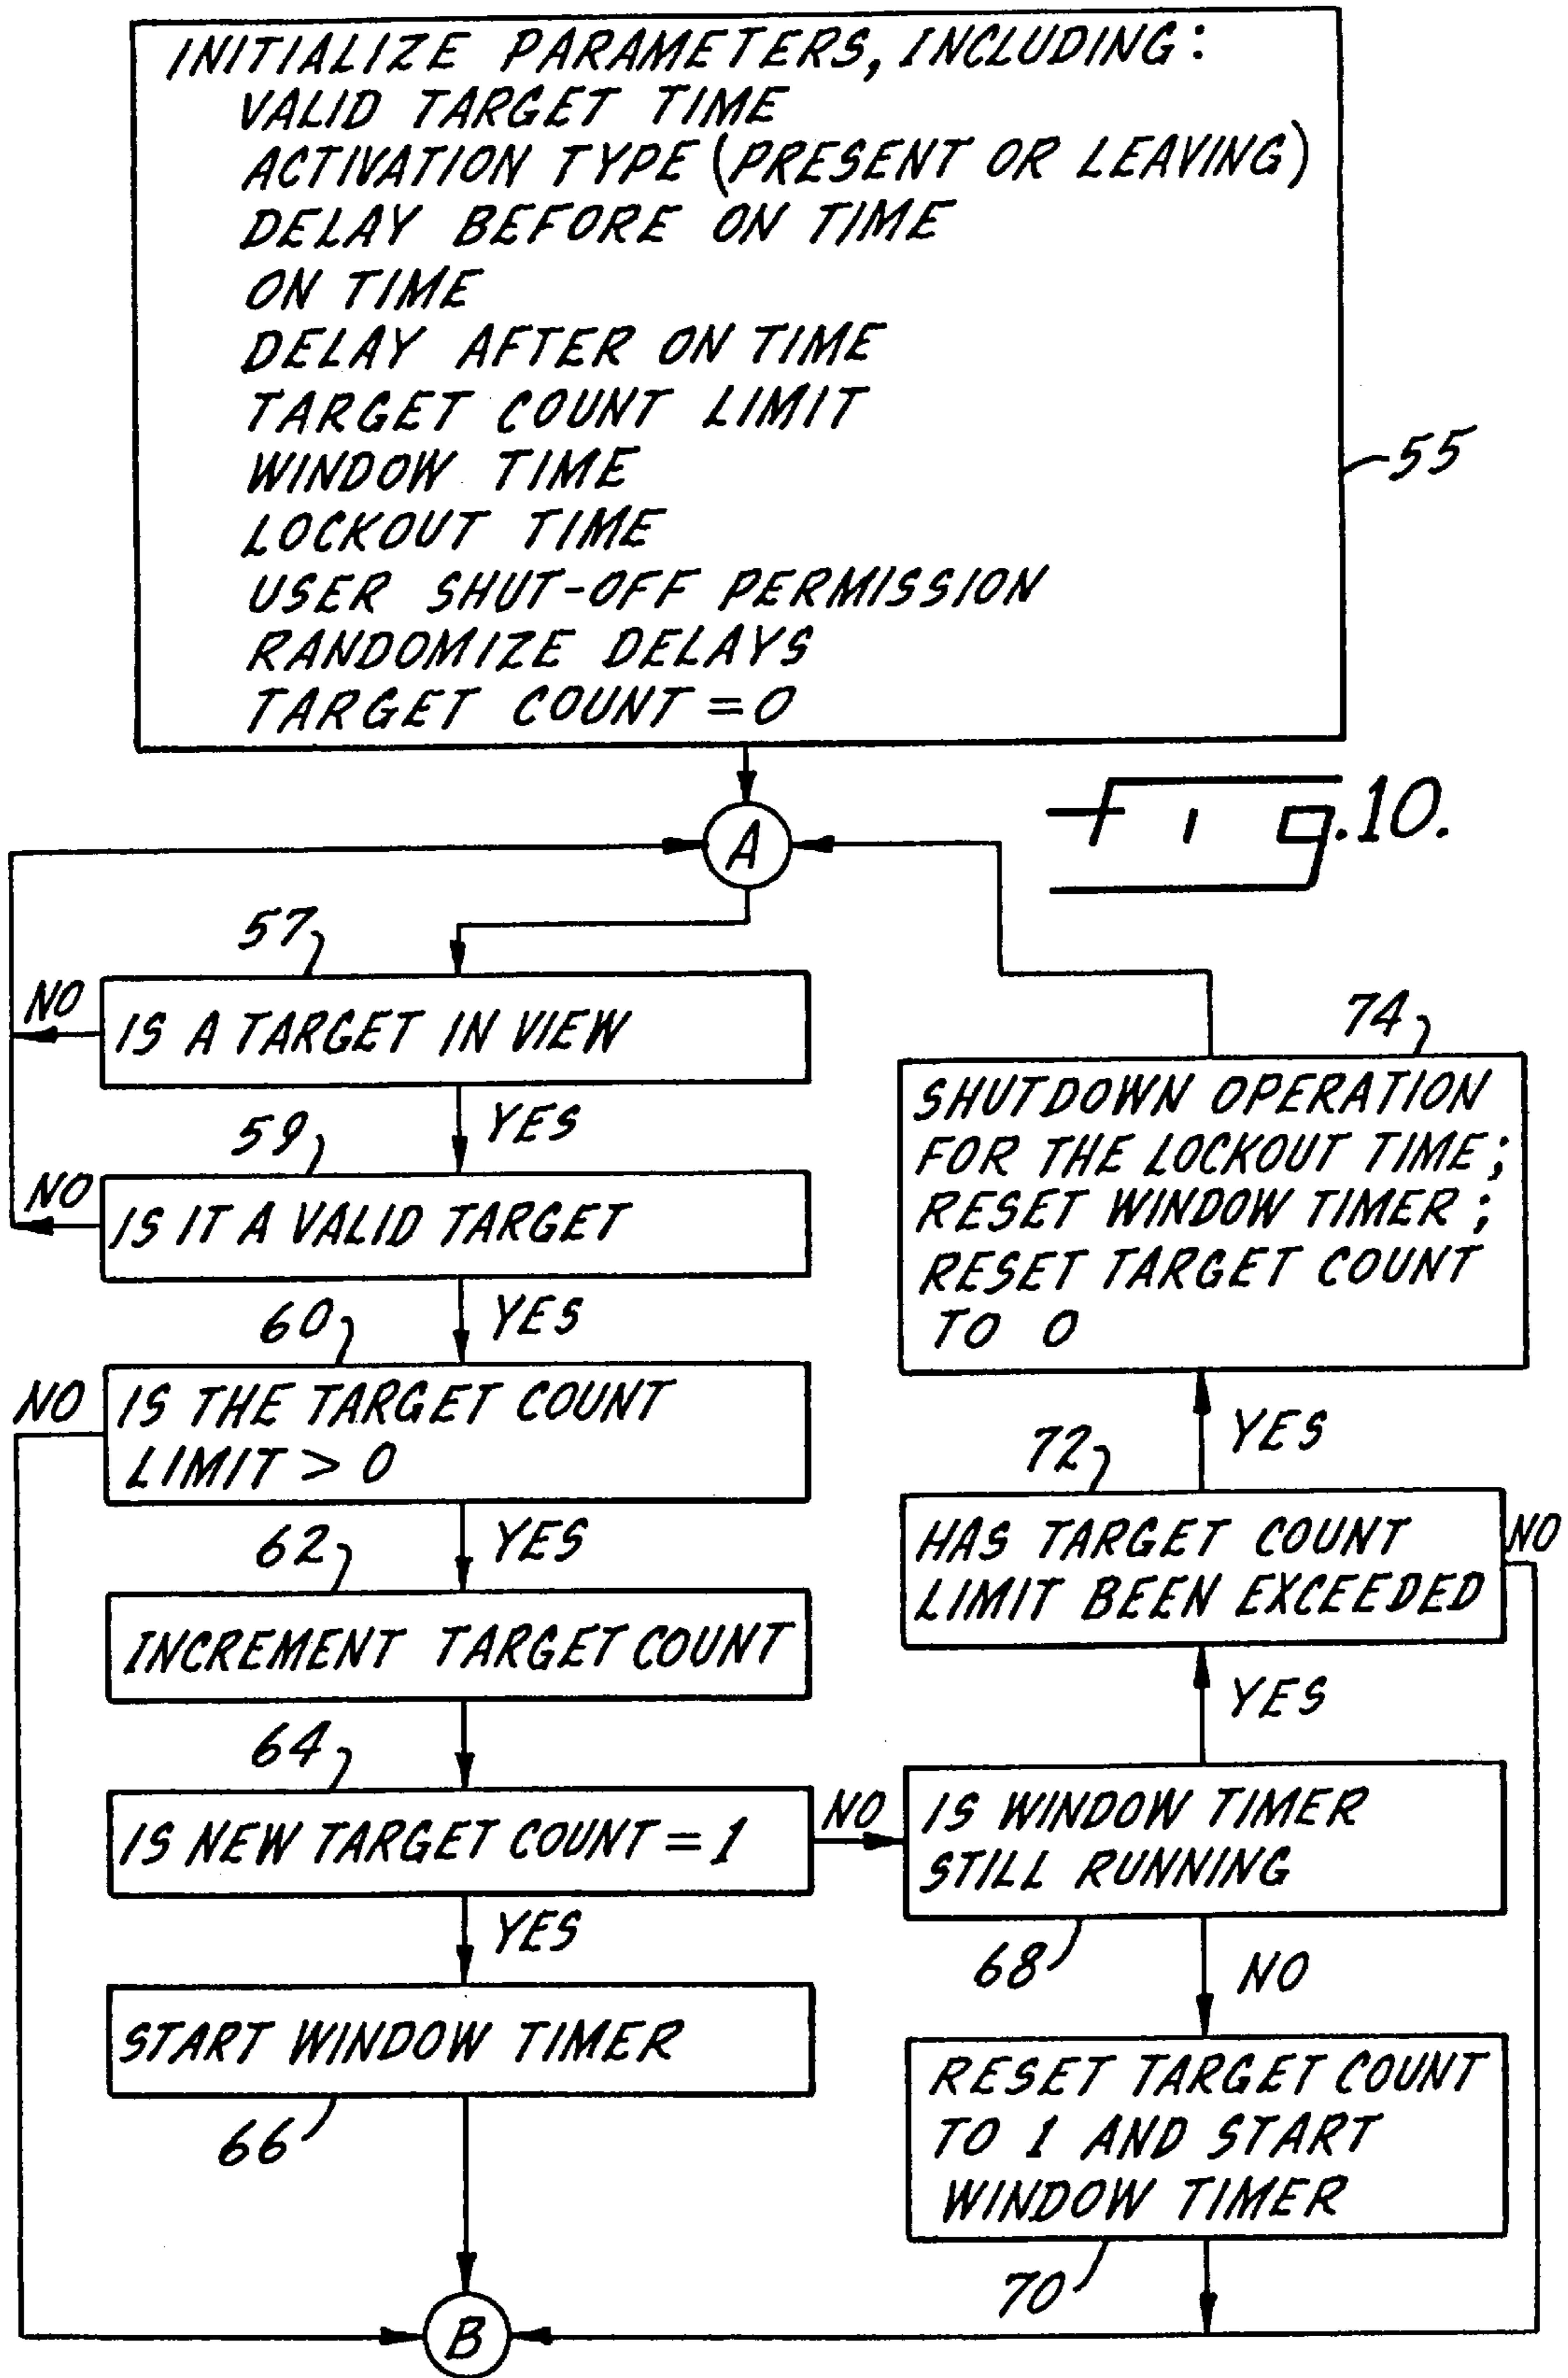 INITIALIZE PARAMETERS, INCLUDING:
VALID TARGET TIME
ACTIVATION TYPE (PRESENT OR LEAVING)
DELAY BEFORE ON TIME
ON TIME
DELAY AFTER ON TIME
TARGET COUNT LIMIT
WINDOW TIME
LOCKOUT TIME
USER SHUT-OFF PERMISSION
RANDOMIZE DELAYS
TARGET COUNT = 0
55
Fig. 10.
A
57
NO
IS A TARGET IN VIEW
YES
59
NO
IS IT A VALID TARGET
YES
60
NO
IS THE TARGET COUNT
LIMIT > 0
YES
62
INCREMENT TARGET COUNT
64
IS NEW TARGET COUNT = 1
NO
YES
START WINDOW TIMER
66
74
SHUTDOWN OPERATION
FOR THE LOCKOUT TIME;
RESET WINDOW TIMER;
RESET TARGET COUNT
TO 0
YES
72
HAS TARGET COUNT
LIMIT BEEN EXCEEDED
NO
YES
IS WINDOW TIMER
STILL RUNNING
68
NO
RESET TARGET COUNT
TO 1 AND START
WINDOW TIMER
70
B